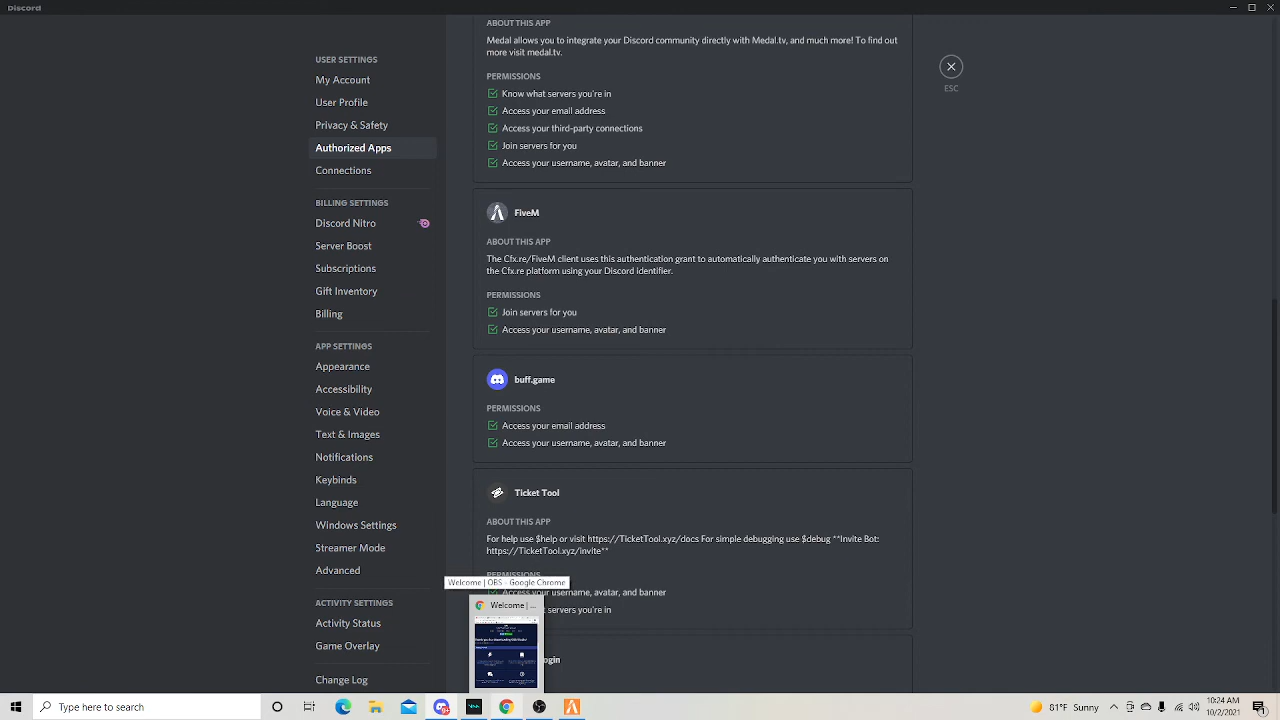 Discord
USER SETTINGS
My Account
User Profile
Privacy & Safety
Authorized Apps
Connections
BILLING SETTINGS
Discord Nitro
Server Boost
Subscriptions
Gift Inventory
Billing
APP SETTINGS
Appearance
Accessibility
Voice & Video
Text & Images
Notifications
Keybinds
Language
Windows Settings
Streamer Mode
Advanced
ACTIVITY SETTINGS
Activity Status
Game Overlay
Change Log
ABOUT THIS APP
Medal allows you to integrate your Discord community directly with Medal.tv, and much more! To find out
more visit medal.tv.
PERMISSIONS
Know what servers you're in
Access your email address
Access your third-party connections
Join servers for you
Access your username, avatar, and banner
FiveM
ABOUT THIS APP
The Cfx.re/FiveM client uses this authentication grant to automatically authenticate you with servers on
the Cfx.re platform using your Discord identifier.
PERMISSIONS
Join servers for you
Access your username, avatar, and banner
buff.game
PERMISSIONS
Access your email address
Access your username, avatar, and banner
Ticket Tool
ABOUT THIS APP
For help use $help or visit https://TicketTool.xyz/docs For simple debugging use $debug **Invite Bot:
https://TicketTool.xyz/invite**
PERMISSIONS
Access your username, avatar, and banner
servers you're in
ogin
ESC
Welcome | OBS - Google Chrome
Welcome | ...
Type here to search
81°F Sunny
10:24 AM
10/2/2021